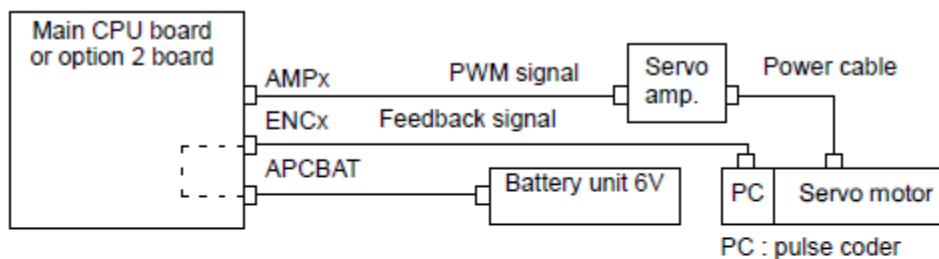 Main CPU board
or option 2 board
AMPx
PWM signal
Servo
amp.
Power cable
ENCx
Feedback signal
APCBAT
Battery unit 6V
PC
Servo motor
PC : pulse coder